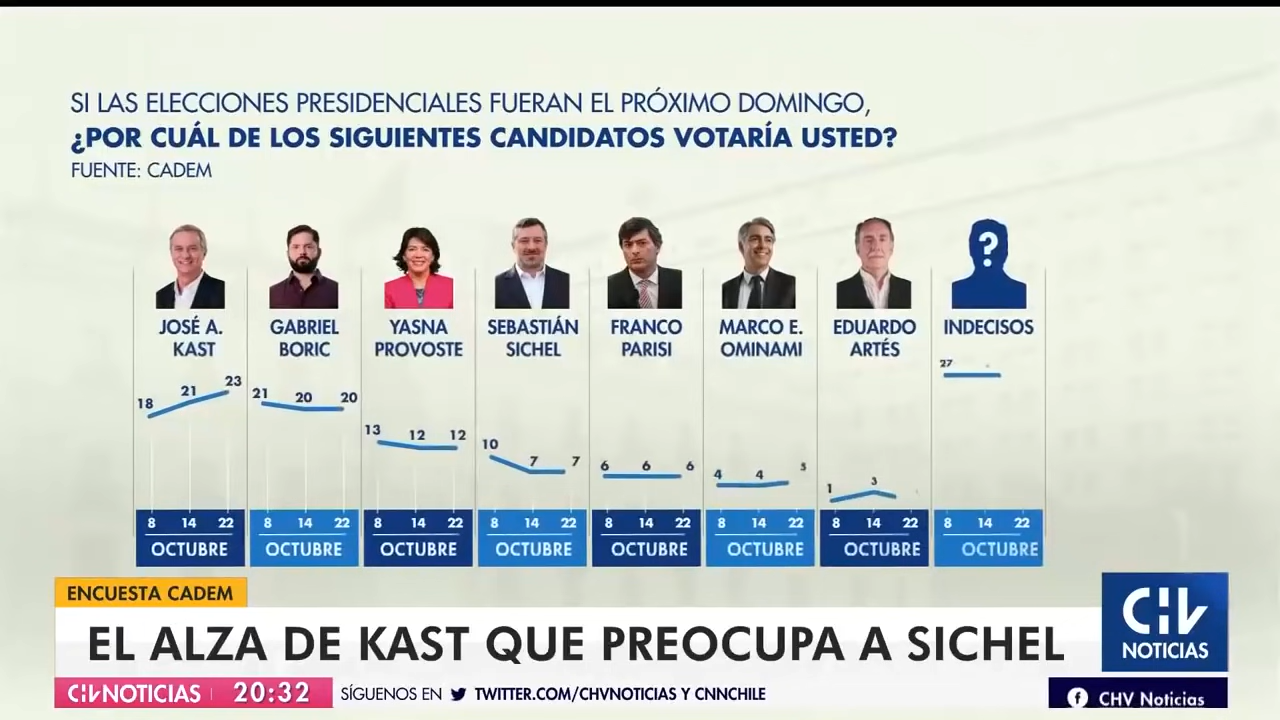 SI LAS ELECCIONES PRESIDENCIALES FUERAN EL PRÓXIMO DOMINGO,
¿POR CUÁL DE LOS SIGUIENTES CANDIDATOS VOTARÍA USTED?
FUENTE: CADEM
?
JOSÉ A. KAST
GABRIEL BORIC
YASNA PROVOSTE
SEBASTIÁN SICHEL
FRANCO PARISI
MARCO E. OMINAMI
EDUARDO ARTÉS
INDECISOS
18 21 23
21 20 20
13 12 12
10 7 7
6 6 6
4 4 5
1 3
27
8 14 22
OCTUBRE
8 14 22
OCTUBRE
8 14 22
OCTUBRE
8 14 22
OCTUBRE
8 14 22
OCTUBRE
8 14 22
OCTUBRE
8 14 22
OCTUBRE
8 14 22
OCTUBRE
ENCUESTA CADEM
EL ALZA DE KAST QUE PREOCUPA A SICHEL
CHV
NOTICIAS
CHVNOTICIAS 20:32 SÍGUENOS EN TWITTER.COM/CHVNOTICIAS Y CNNCHILE
f CHV Noticias